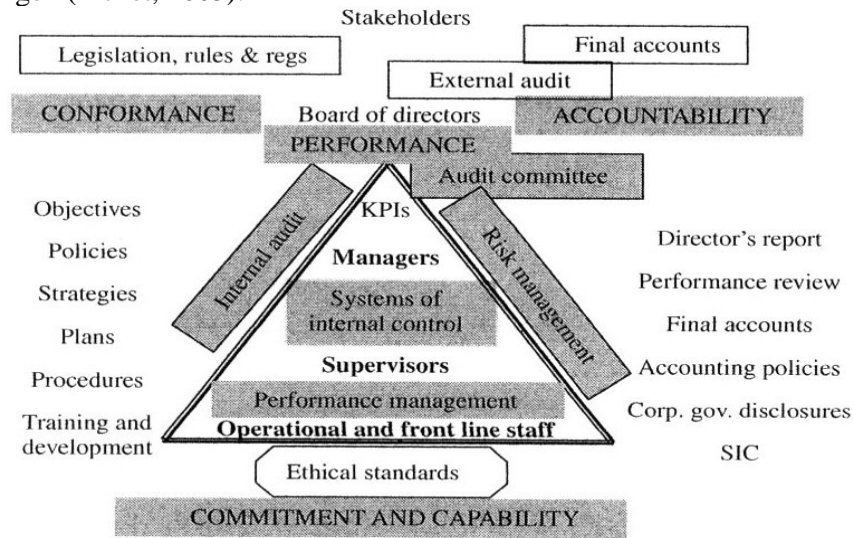 Stakeholders
Legislation, rules & regs
Final accounts
External audit
CONFORMANCE
Board of directors
ACCOUNTABILITY
PERFORMANCE
Audit committee
Objectives
Policies
Strategies
Plans
Procedures
Training and
development
Internal audit
KPIs
Managers
Systems of
internal control
Supervisors
Performance management
Operational and front line staff
Risk management
Director's report
Performance review
Final accounts
Accounting policies
Corp. gov. disclosures
SIC
Ethical standards
COMMITMENT AND CAPABILITY